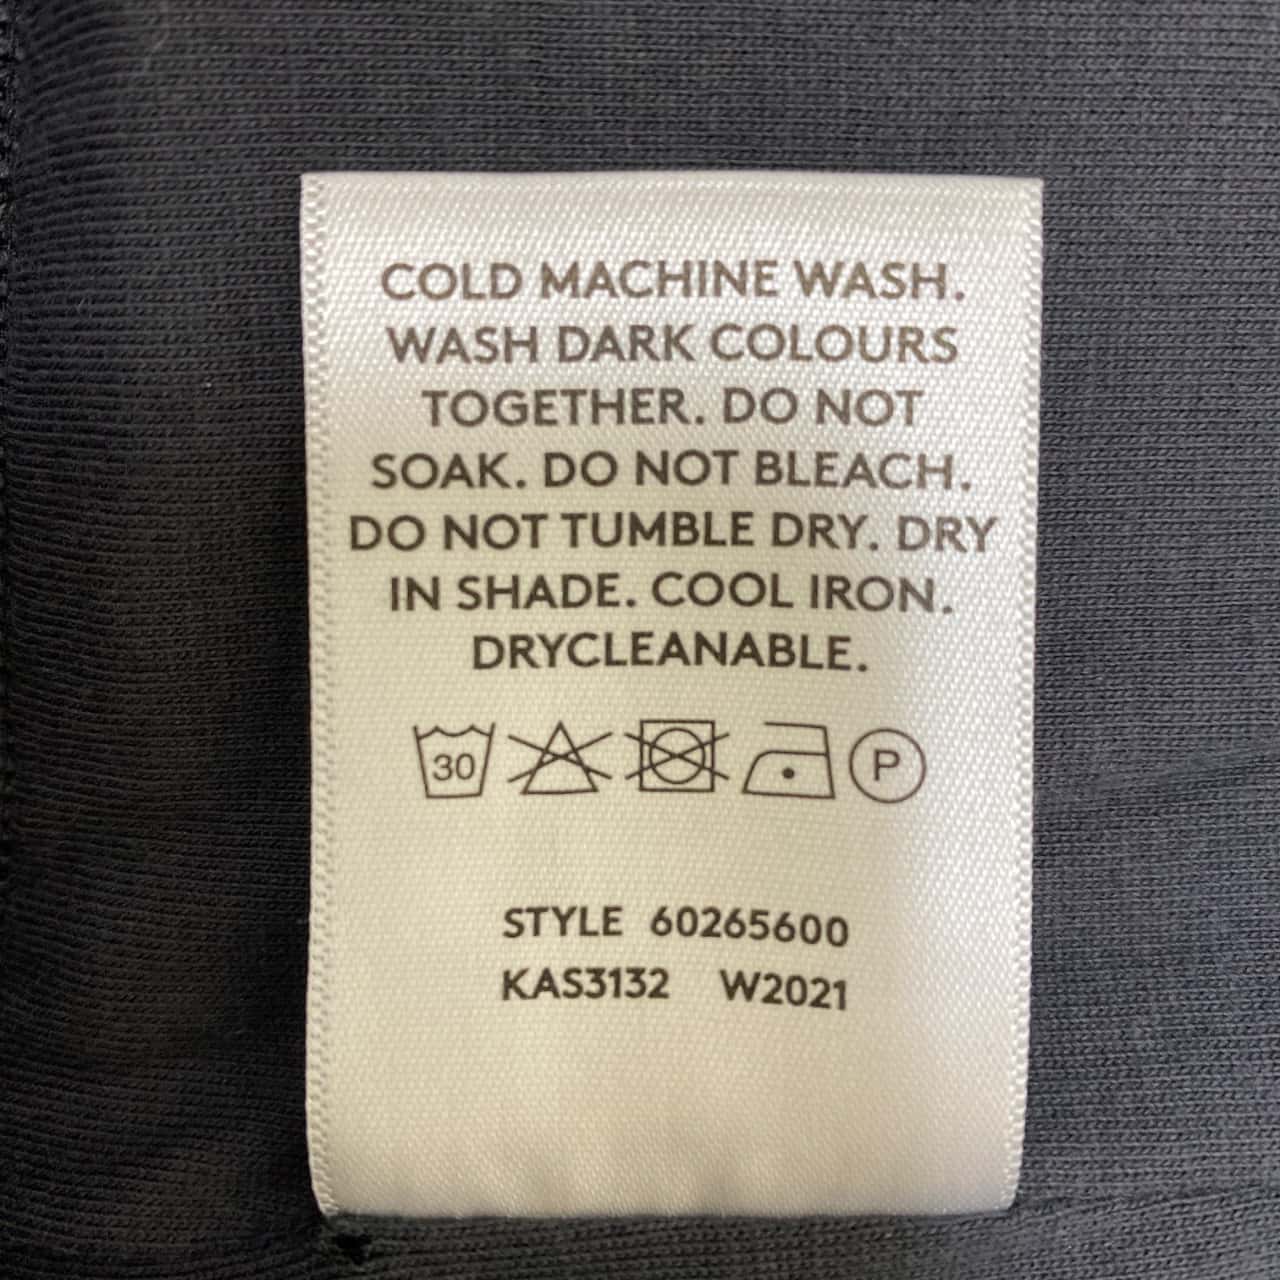 COLD MACHINE WASH.
WASH DARK COLOURS
TOGETHER. DO NOT
SOAK. DO NOT BLEACH.
DO NOT TUMBLE DRY. DRY
IN SHADE. COOL IRON.
DRYCLEANABLE.
30 P
STYLE 60265600
KAS3132 W2021